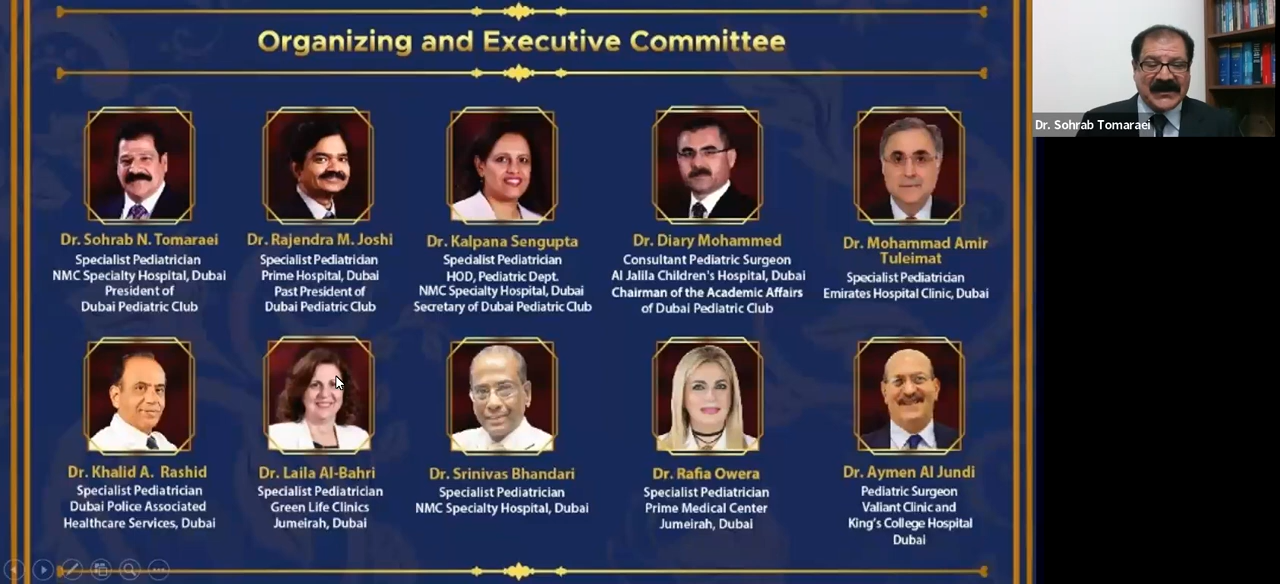 Organizing and Executive Committee
Dr. Sohrab Tomaraei
Dr. Sohrab N. Tomaraei
Specialist Pediatrician
NMC Specialty Hospital, Dubai
President of
Dubai Pediatric Club
Dr. Rajendra M. Joshi
Specialist Pediatrician
Prime Hospital, Dubai
Past President of
Dubai Pediatric Club
Dr. Kalpana Sengupta
Specialist Pediatrician
HOD, Pediatric Dept.
NMC Specialty Hospital, Dubai
Secretary of Dubai Pediatric Club
Dr. Diary Mohammed
Consultant Pediatric Surgeon
Al Jalila Children's Hospital, Dubai
Chairman of the Academic Affairs
of Dubai Pediatric Club
Dr. Mohammad Amir
Tuleimat
Specialist Pediatrician
Emirates Hospital Clinic, Dubai
Dr. Khalid A. Rashid
Specialist Pediatrician
Dubai Police Associated
Healthcare Services, Dubai
Dr. Laila Al-Bahri
Specialist Pediatrician
Green Life Clinics
Jumeirah, Dubai
Dr. Srinivas Bhandari
Specialist Pediatrician
NMC Specialty Hospital, Dubai
Dr. Rafia Owera
Specialist Pediatrician
Prime Medical Center
Jumeirah, Dubai
Dr. Aymen Al Jundi
Pediatric Surgeon
Valiant Clinic and
King's College Hospital
Dubai